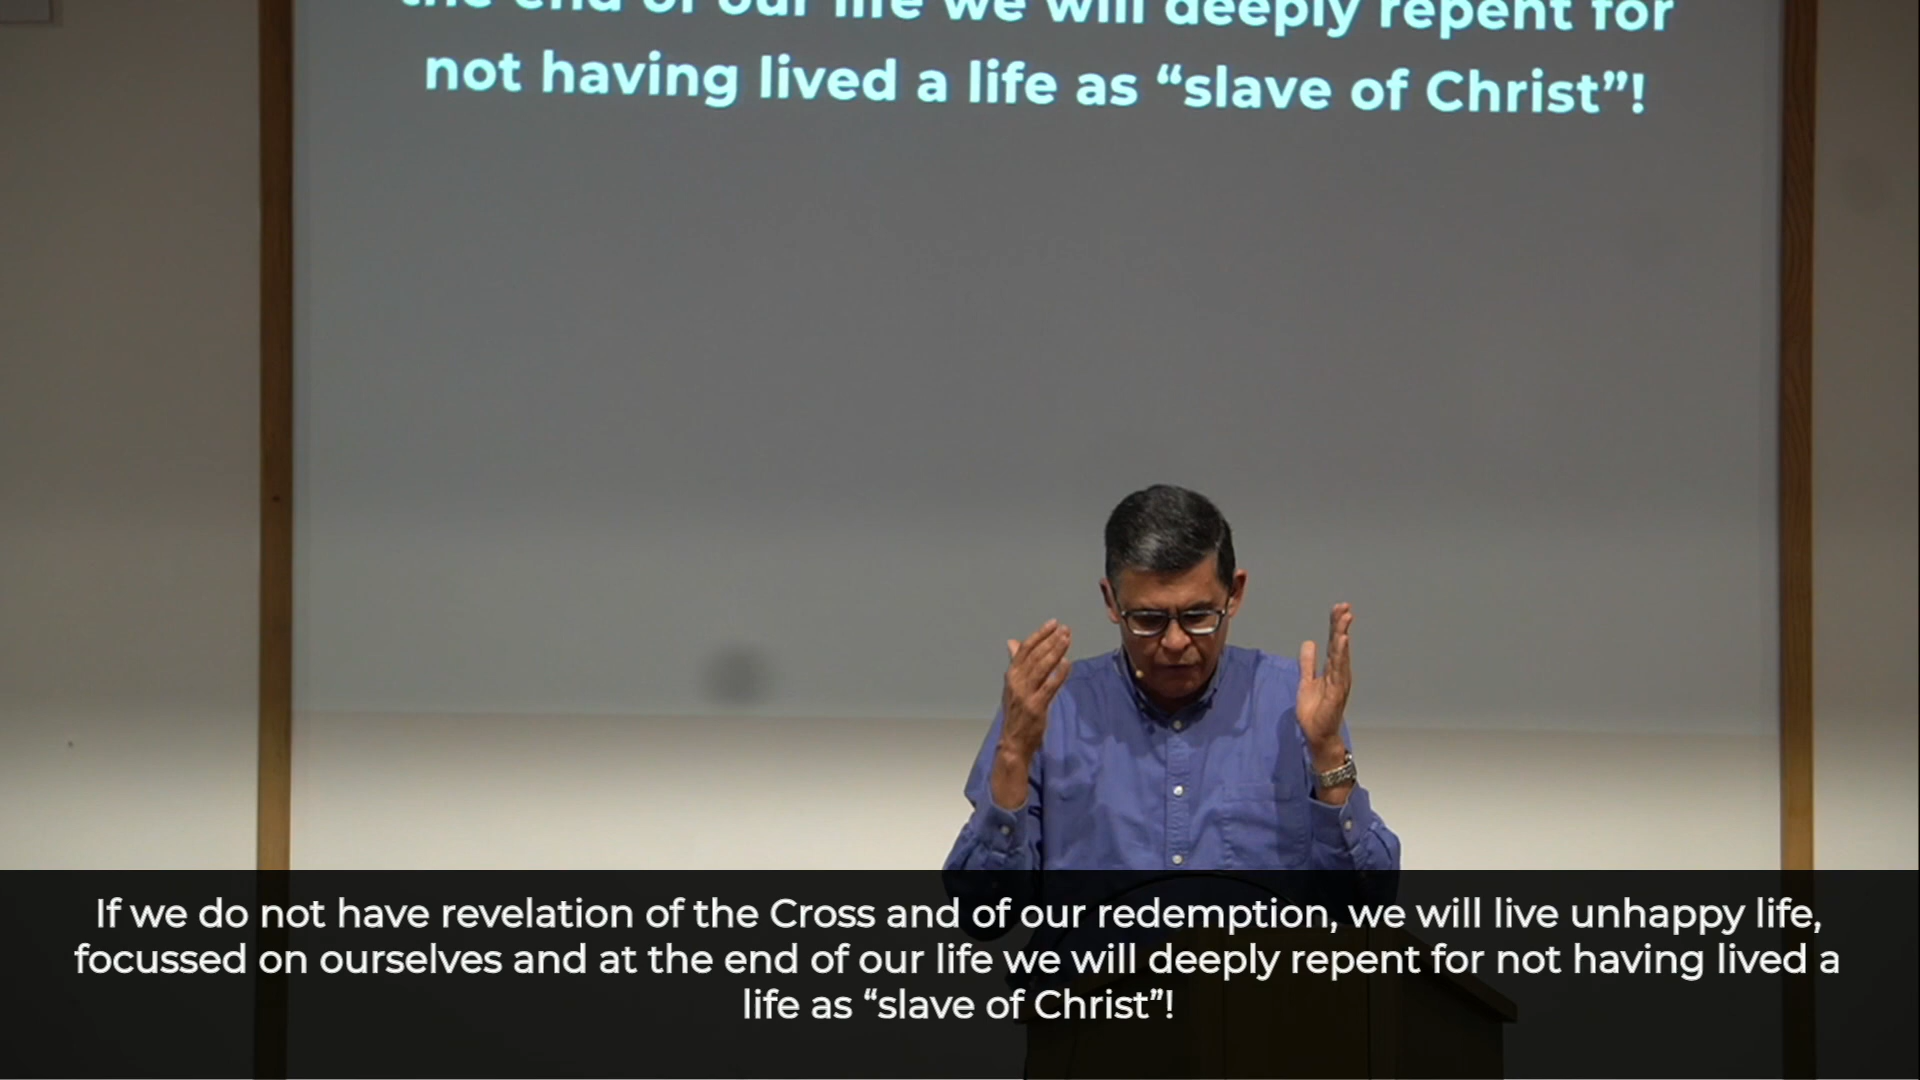 the end of our life we will deeply repent for
not having lived a life as “slave of Christ”!
If we do not have revelation of the Cross and of our redemption, we will live unhappy life,
focussed on ourselves and at the end of our life we will deeply repent for not having lived a
life as “slave of Christ”!